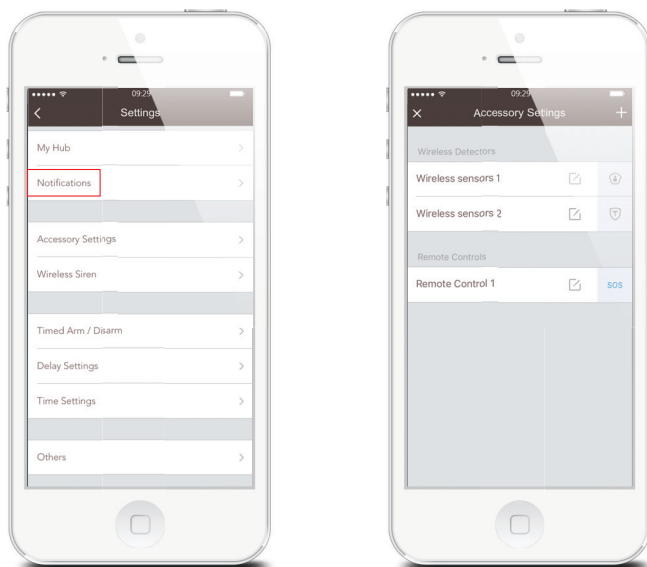 09:29
Settings
My Hub
Notifications
Accessory Settings
Wireless Siren
Timed Arm / Disarm
Delay Settings
Time Settings
Others
09:29
Accessory Settings
Wireless Detectors
Wireless sensors 1
Wireless sensors 2
Remote Controls
Remote Control 1
SOS